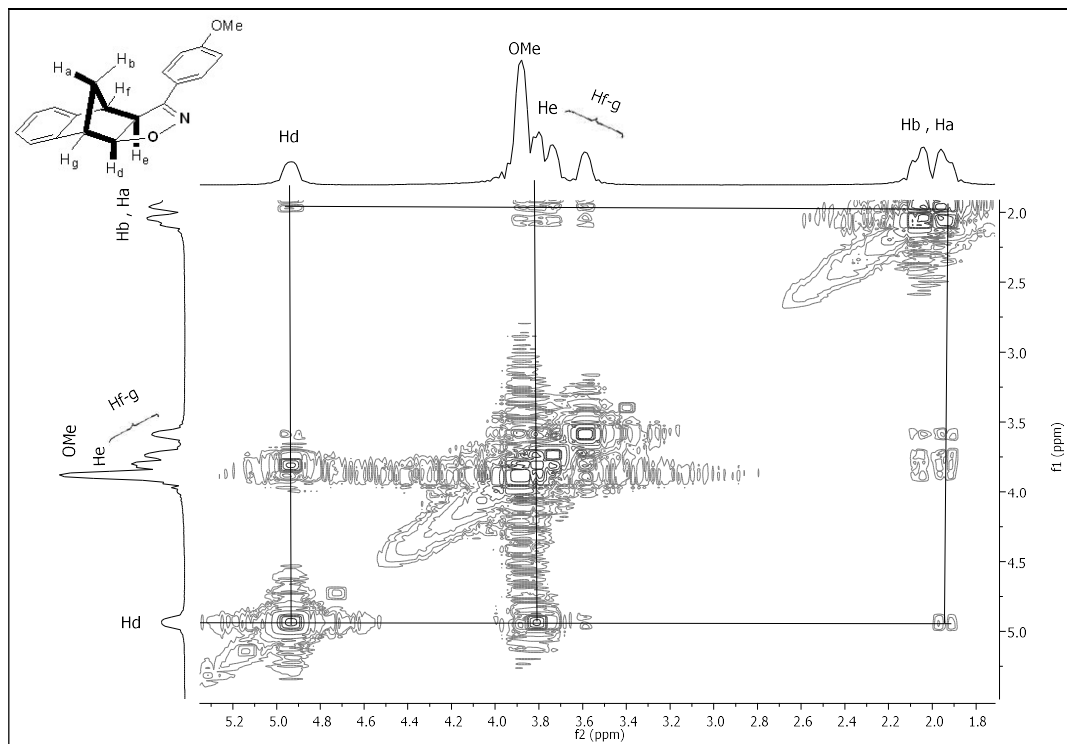 OMe
Ha
Hb
Hf
N
O
Hg
Hd
He
OMe
He
Hf-g
Hd
Hb , Ha
Hb , Ha
2.0
2.5
3.0
Hf-g
OMe
He
3.5
4.0
f1 (ppm)
4.5
Hd
5.0
5.2 5.0 4.8 4.6 4.4 4.2 4.0 3.8 3.6 3.4 3.2 3.0 2.8 2.6 2.4 2.2 2.0 1.8
f2 (ppm)